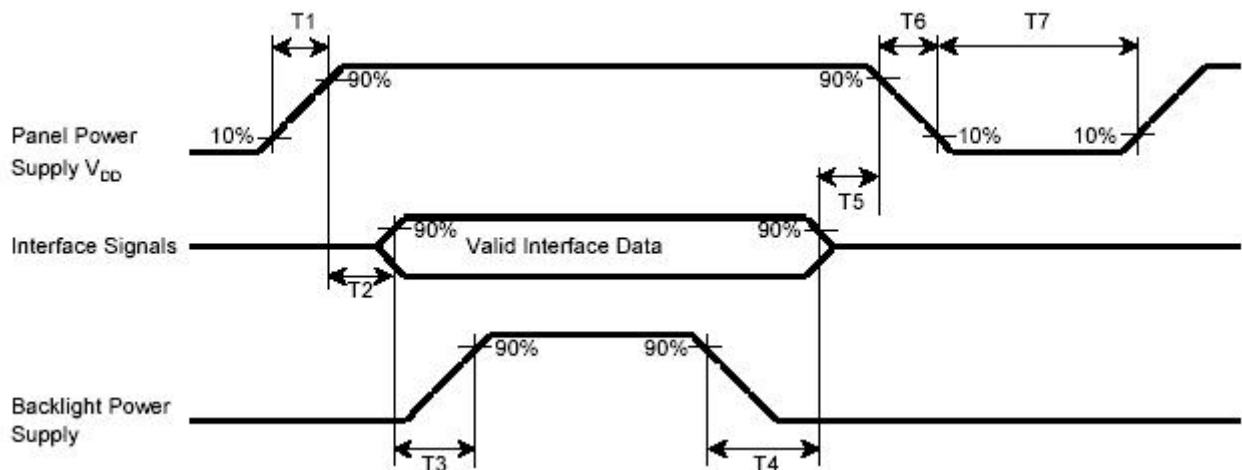 T1
T6
T7
90%
90%
Panel Power
Supply VDD
10%
10%
10%
T5
Interface Signals
90%
Valid Interface Data
90%
T2
90%
90%
Backlight Power
Supply
T3
T4